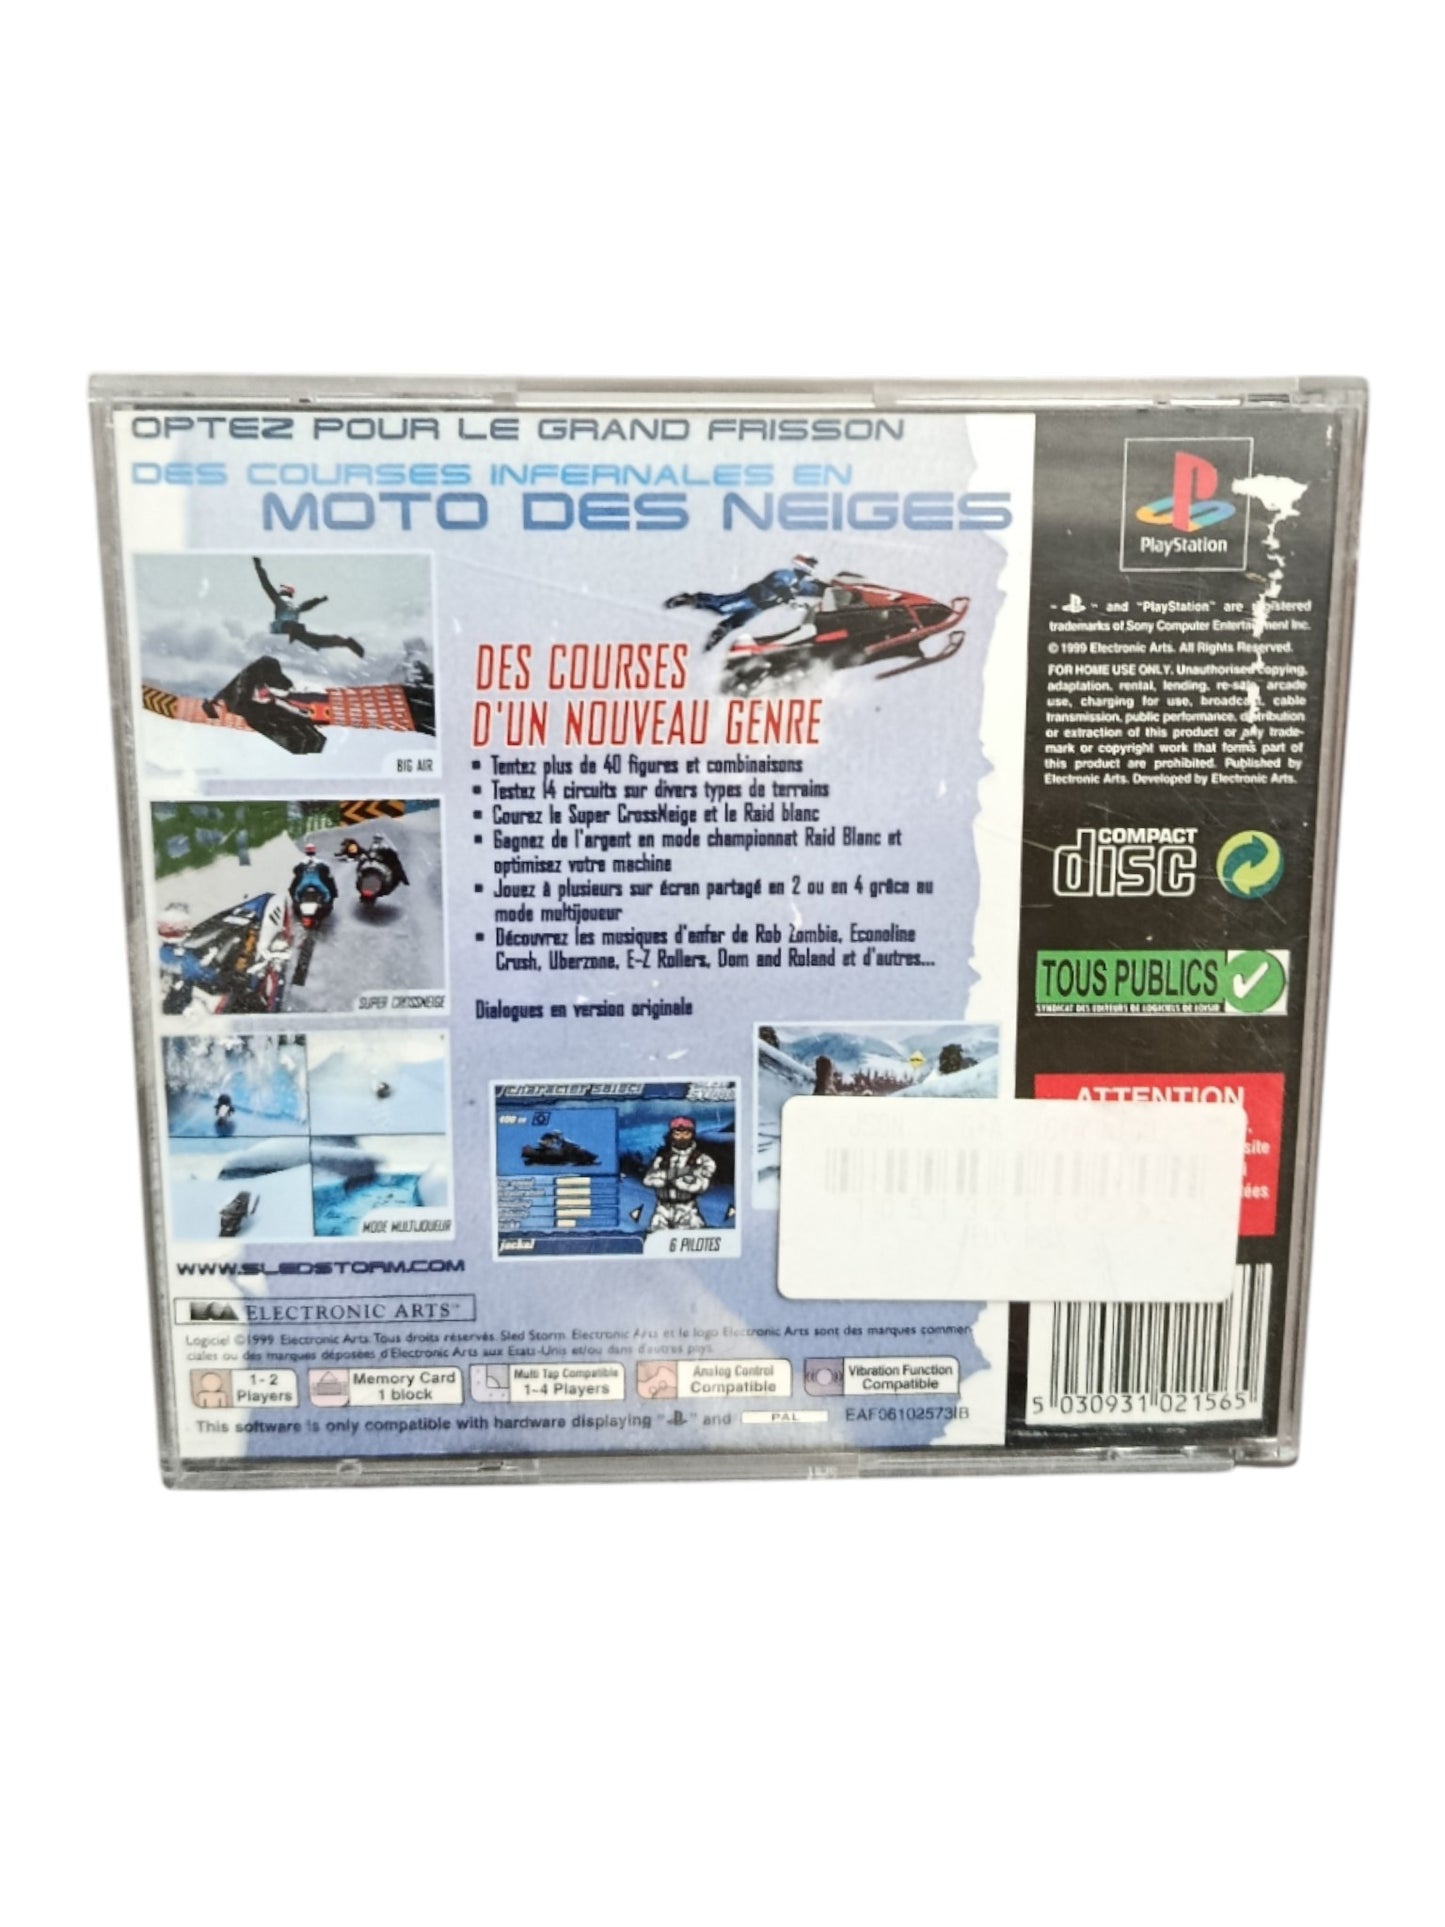 OPTEZ POUR LE GRAND FRISSON
DES COURSES INFERNALES EN
MOTO DES NEIGES
BIG AIR
SUPER CROSSNEIGE
MODE MULTIJOUEUR
DES COURSES
D'UN NOUVEAU GENRE
▪ Tentez plus de 40 figures et combinaisons
▪ Testez 14 circuits sur divers types de terrains
▪ Courez le Super CrossNeige et le Raid blanc
▪ Gagnez de l'argent en mode championnat Raid Blanc et
optimisez votre machine
▪ Jouez à plusieurs sur écran partagé en 2 ou en 4 grâce au
mode multijoueur
▪ Découvrez les musiques d'enfer de Rob Zombie, Econoline
Crush, Uberzone, E-Z Rollers, Dom and Roland et d'autres...
Dialogues en version originale
character select
jackal
6 PILOTES
WWW.SLEDSTORM.COM
EA ELECTRONIC ARTS™
Logiciel ©1999 Electronic Arts. Tous droits réservés. Sled Storm, Electronic Arts et le logo Electronic Arts sont des marques commer-
ciales ou des marques déposées d'Electronic Arts aux Etats-Unis et/ou dans d'autres pays.
1-2
Players
Memory Card
1 block
Multi Tap Compatible
1-4 Players
Analog Control
Compatible
Vibration Function
Compatible
This software is only compatible with hardware displaying " " and PAL EAF06102573IB
PlayStation
" " and "PlayStation" are registered
trademarks of Sony Computer Entertainment Inc.
© 1999 Electronic Arts. All Rights Reserved.
FOR HOME USE ONLY. Unauthorised copying,
adaptation, rental, lending, re-sale, arcade
use, charging for use, broadcast, cable
transmission, public performance, distribution
or extraction of this product or any trade-
mark or copyright work that forms part of
this product are prohibited. Published by
Electronic Arts. Developed by Electronic Arts.
COMPACT
disc
TOUS PUBLICS
SYNDICAT DES EDITEURS DE LOGICIELS DE LOISIR
ATTENTION
5 030931 021565